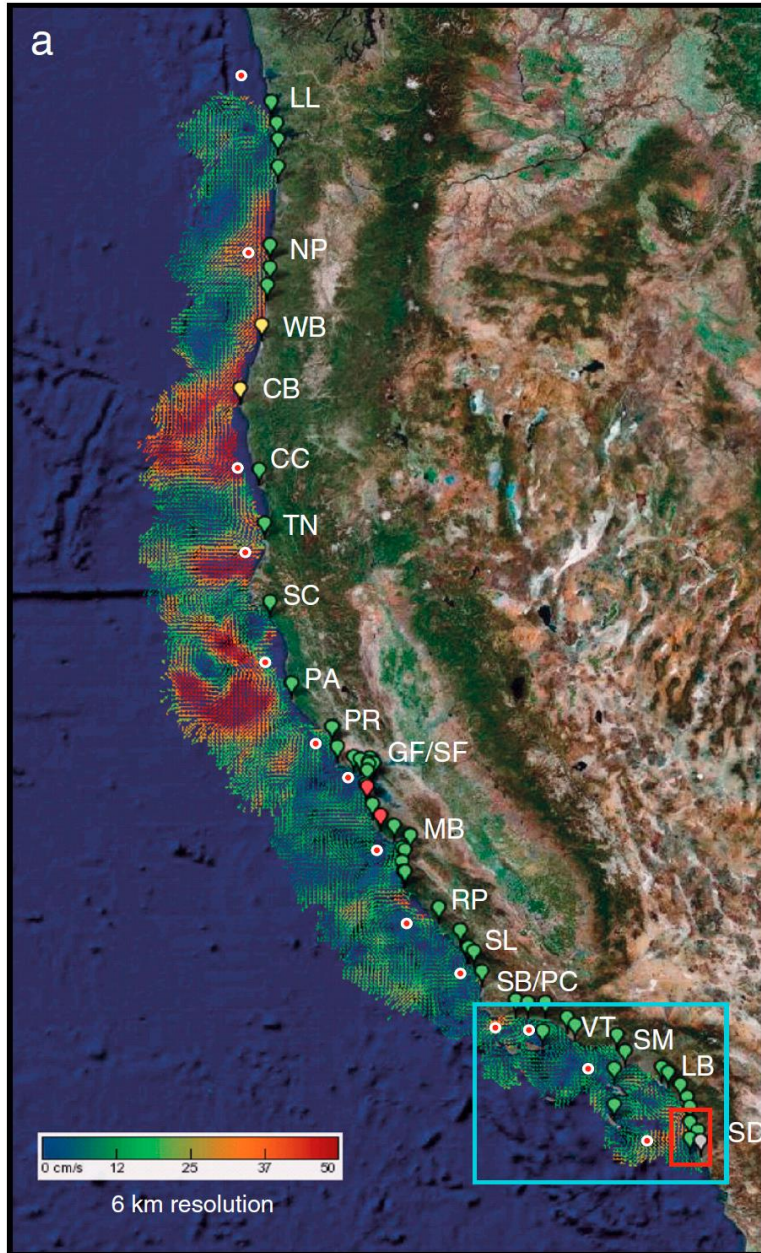 a
LL
NP
WB
CB
CC
TN
SC
PA
PR
GF/SF
MB
RP
SL
SB/PC
VT
SM
LB
SD
0 cm/s 12 25 37 50
6 km resolution